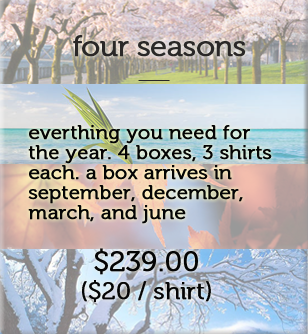 four seasons
everthing you need for
the year. 4 boxes, 3 shirts
each. a box arrives in
september, december,
march, and june
$239.00
($20 / shirt)